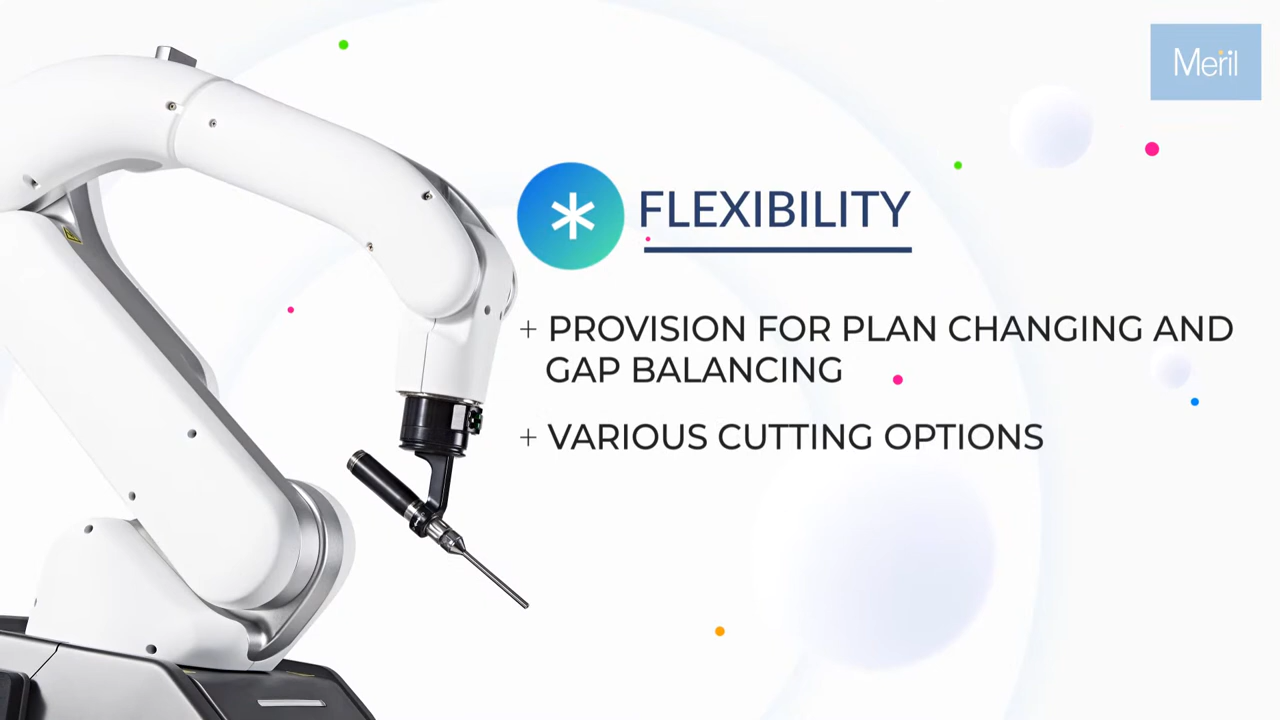 Meril
FLEXIBILITY
+ PROVISION FOR PLAN CHANGING AND
GAP BALANCING
+ VARIOUS CUTTING OPTIONS